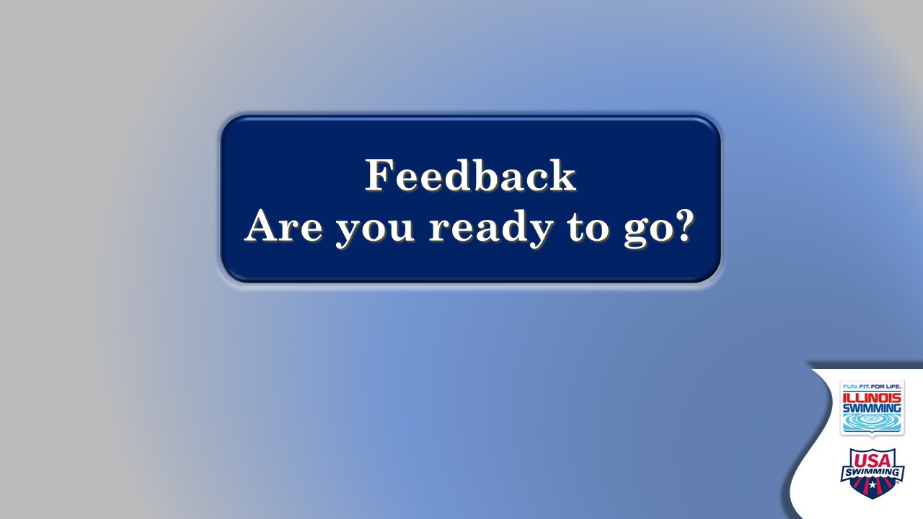 Feedback
Are you ready to go?
FUN. FIT. FOR LIFE.
ILLINOIS
SWIMMING
USA
SWIMMING